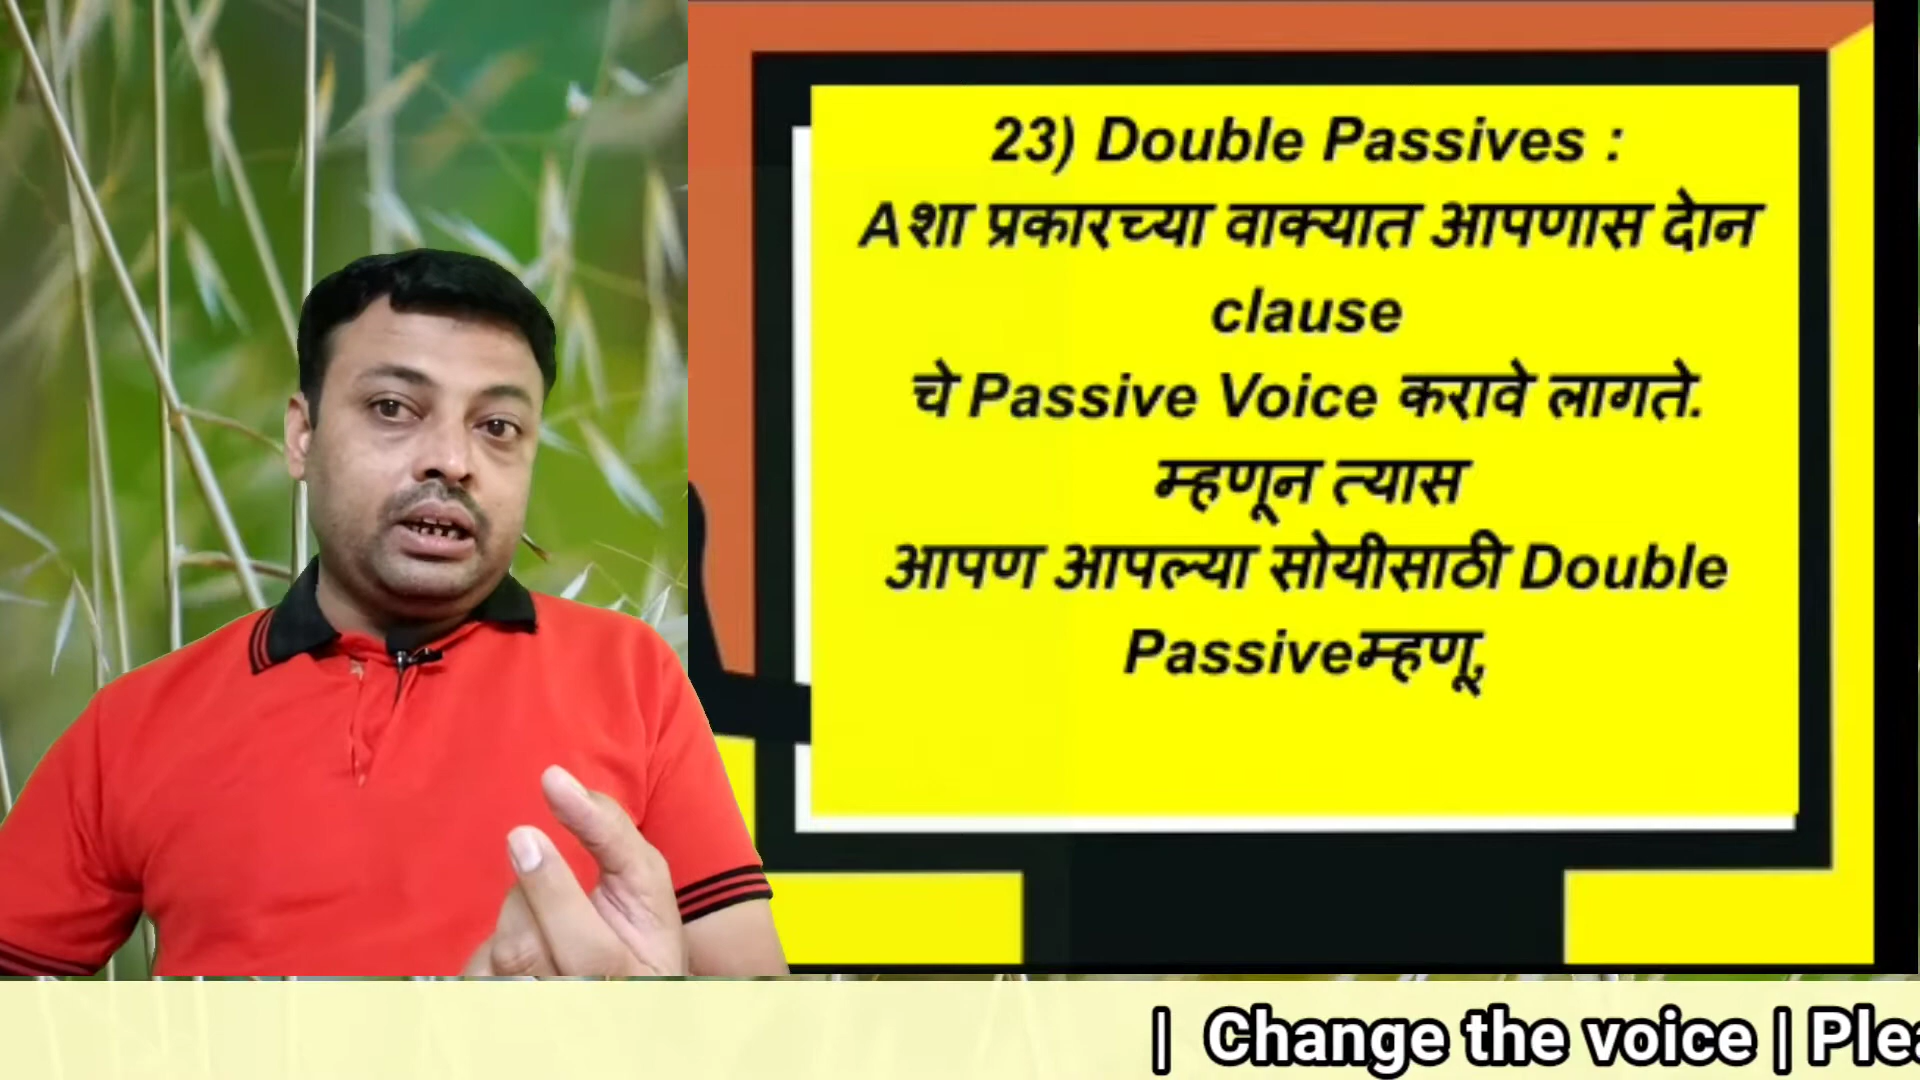 23) Double Passives :
Aशा प्रकारच्या वाक्यात आपणास देान
clause
चे Passive Voice करावे लागते.
म्हणून त्यास
आपण आपल्या सोयीसाठी Double
Passiveम्हणू,
| Change the voice | Plea